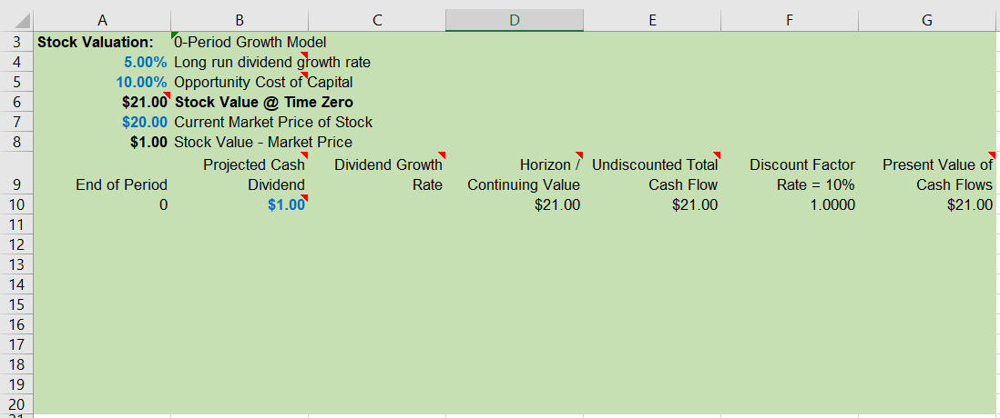 A B C D E F G
3 Stock Valuation: 0-Period Growth Model
4 5.00% Long run dividend growth rate
5 10.00% Opportunity Cost of Capital
6 $21.00 Stock Value @ Time Zero
7 $20.00 Current Market Price of Stock
8 $1.00 Stock Value - Market Price
Projected Cash Dividend Growth Horizon / Undiscounted Total Discount Factor Present Value of
9 End of Period Dividend Rate Continuing Value Cash Flow Rate = 10% Cash Flows
10 0 $1.00 $21.00 $21.00 1.0000 $21.00
11
12
13
14
15
16
17
18
19
20
21